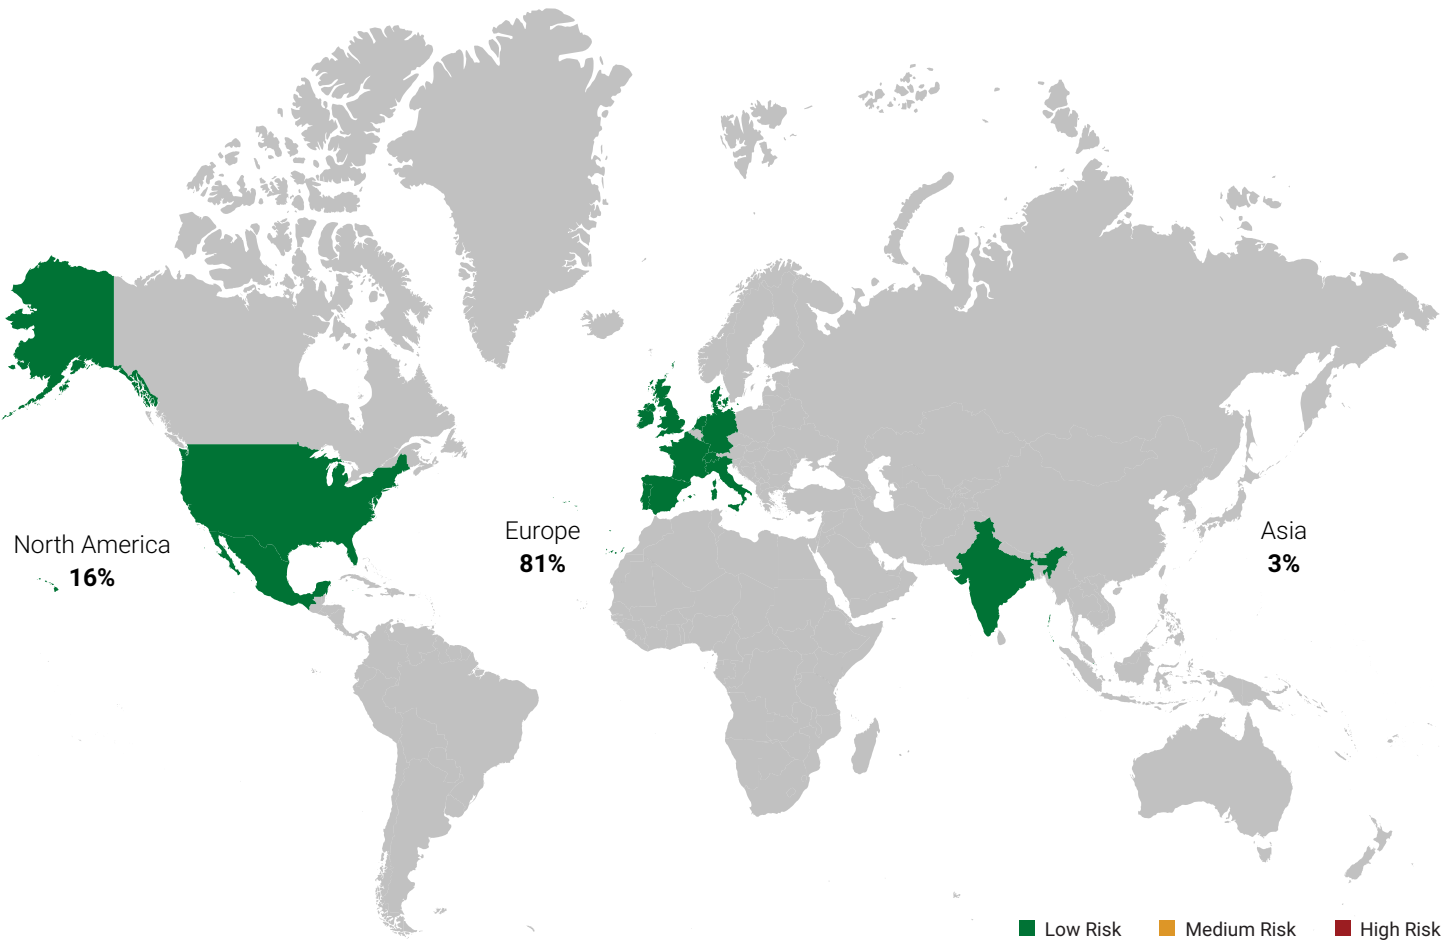 North America
16%
Europe
81%
Asia
3%
Low Risk
Medium Risk
High Risk